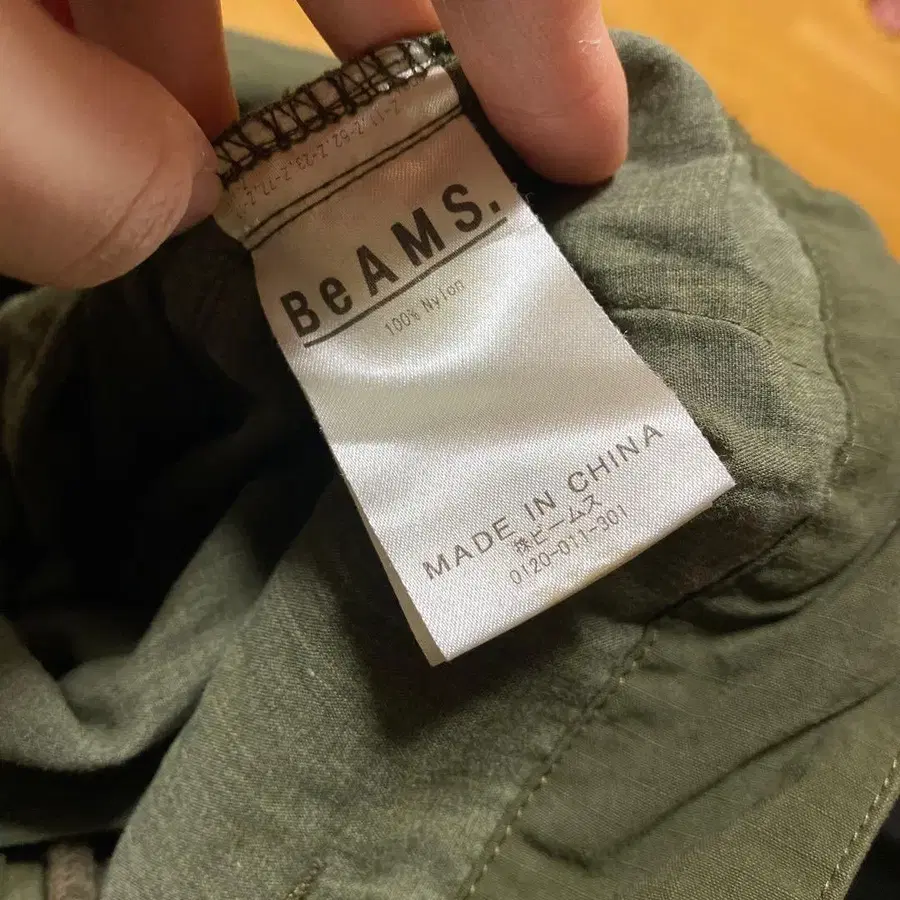 BeAMS.
100% Nylon
MADE IN CHINA
㈱ビームス
0120-011-301